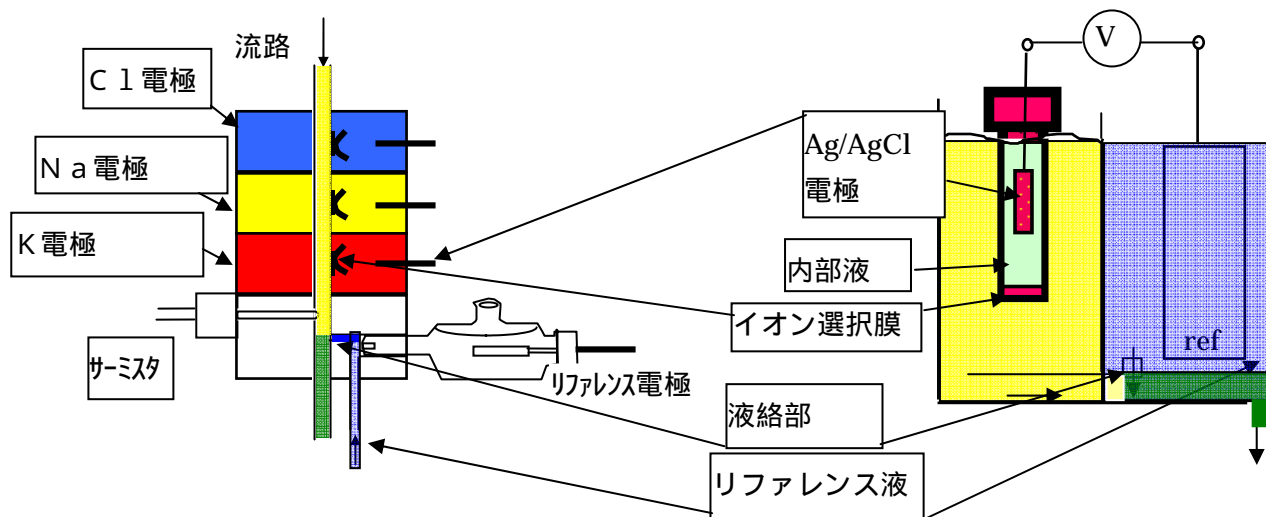 流路
Ｃｌ電極
Ｎａ電極
Ｋ電極
サーミスタ
リファレンス電極
Ag/AgCl
電極
内部液
イオン選択膜
液絡部
リファレンス液
V
ref